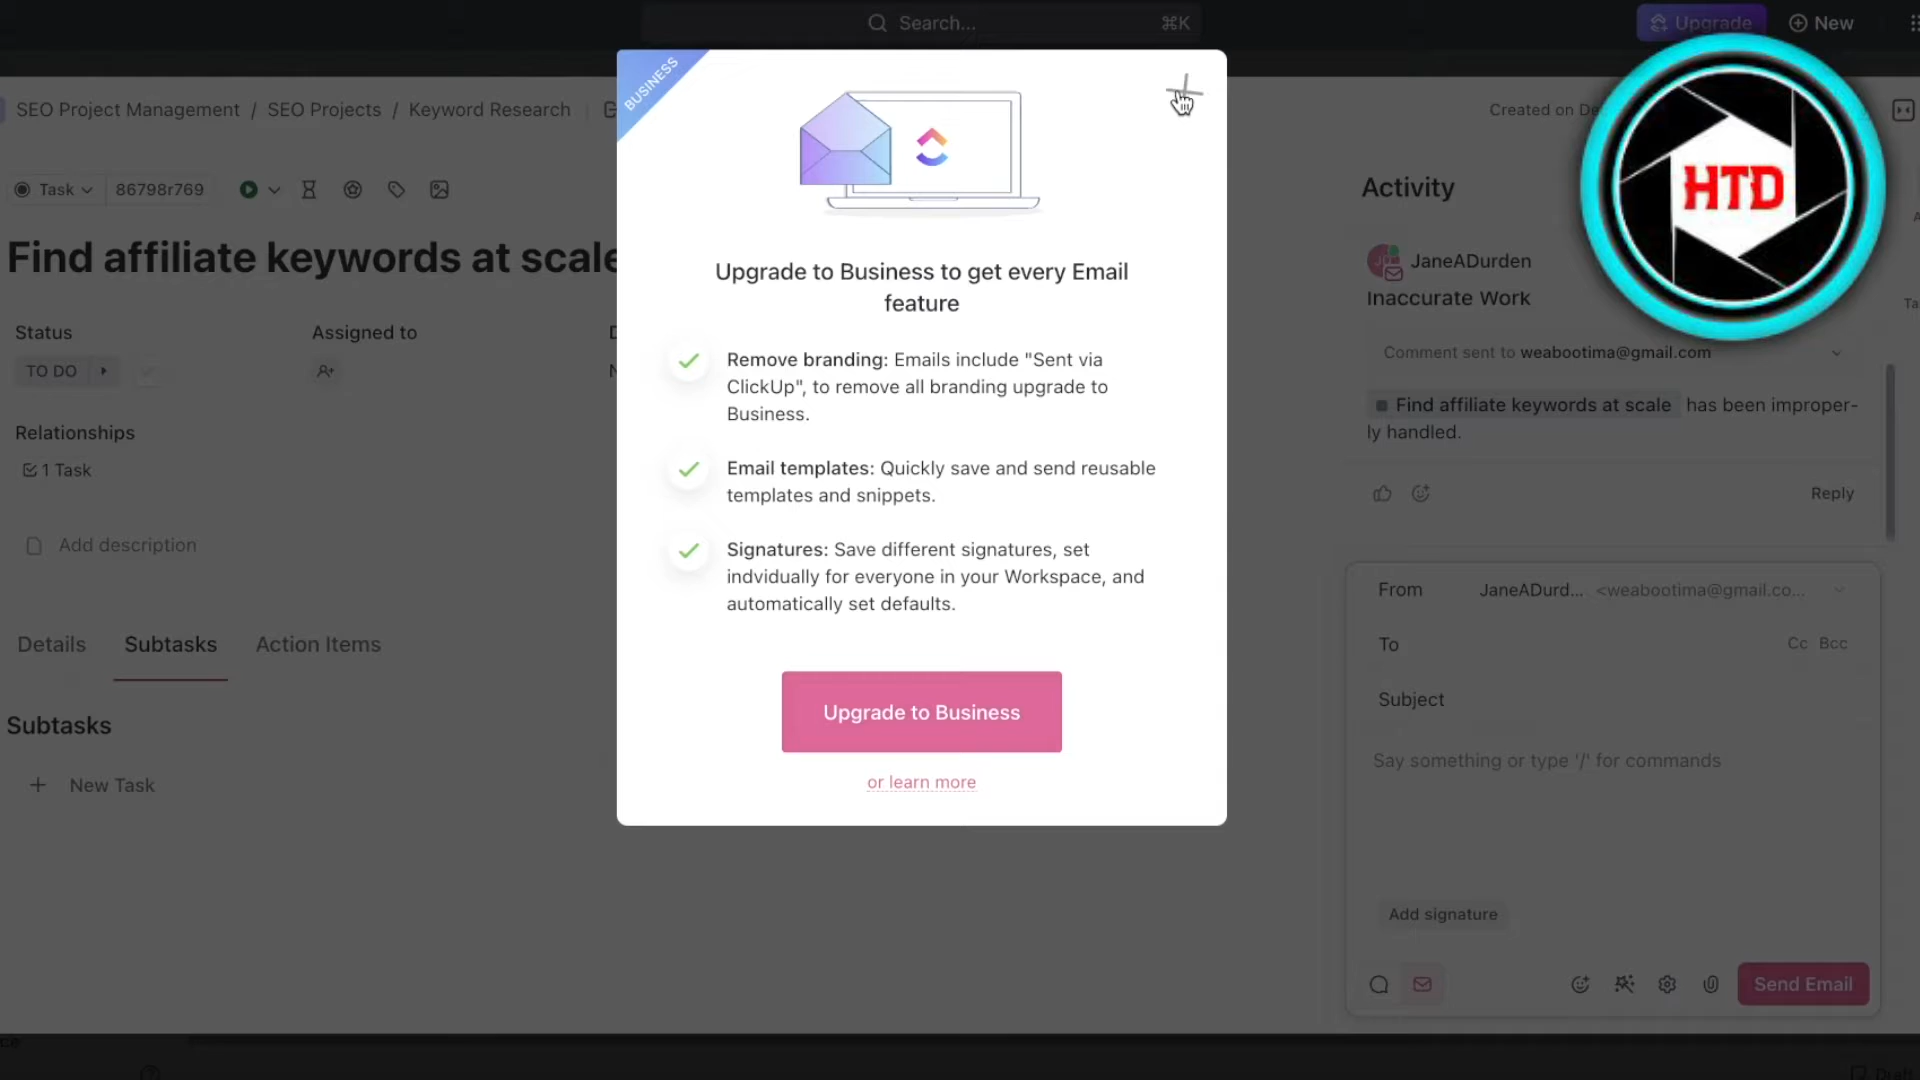 Search...
⌘K
Upgrade
New
SEO Project Management / SEO Projects / Keyword Research
Created on
BUSINESS
HTD
Task
86798r769
Activity
Find affiliate keywords at scale
JaneADurden
Inaccurate Work
Upgrade to Business to get every Email
feature
Status
Assigned to
Comment sent to weabootima@gmail.com
TO DO
Remove branding: Emails include "Sent via
ClickUp", to remove all branding upgrade to
Business.
Find affiliate keywords at scale has been improper-
ly handled.
Relationships
1 Task
Email templates: Quickly save and send reusable
templates and snippets.
Reply
Add description
Signatures: Save different signatures, set
indvidually for everyone in your Workspace, and
automatically set defaults.
From JaneADurd... <weabootima@gmail.co...
To
Cc Bcc
Details
Subtasks
Action Items
Subject
Upgrade to Business
Subtasks
Say something or type '/' for commands
or learn more
New Task
Add signature
Send Email